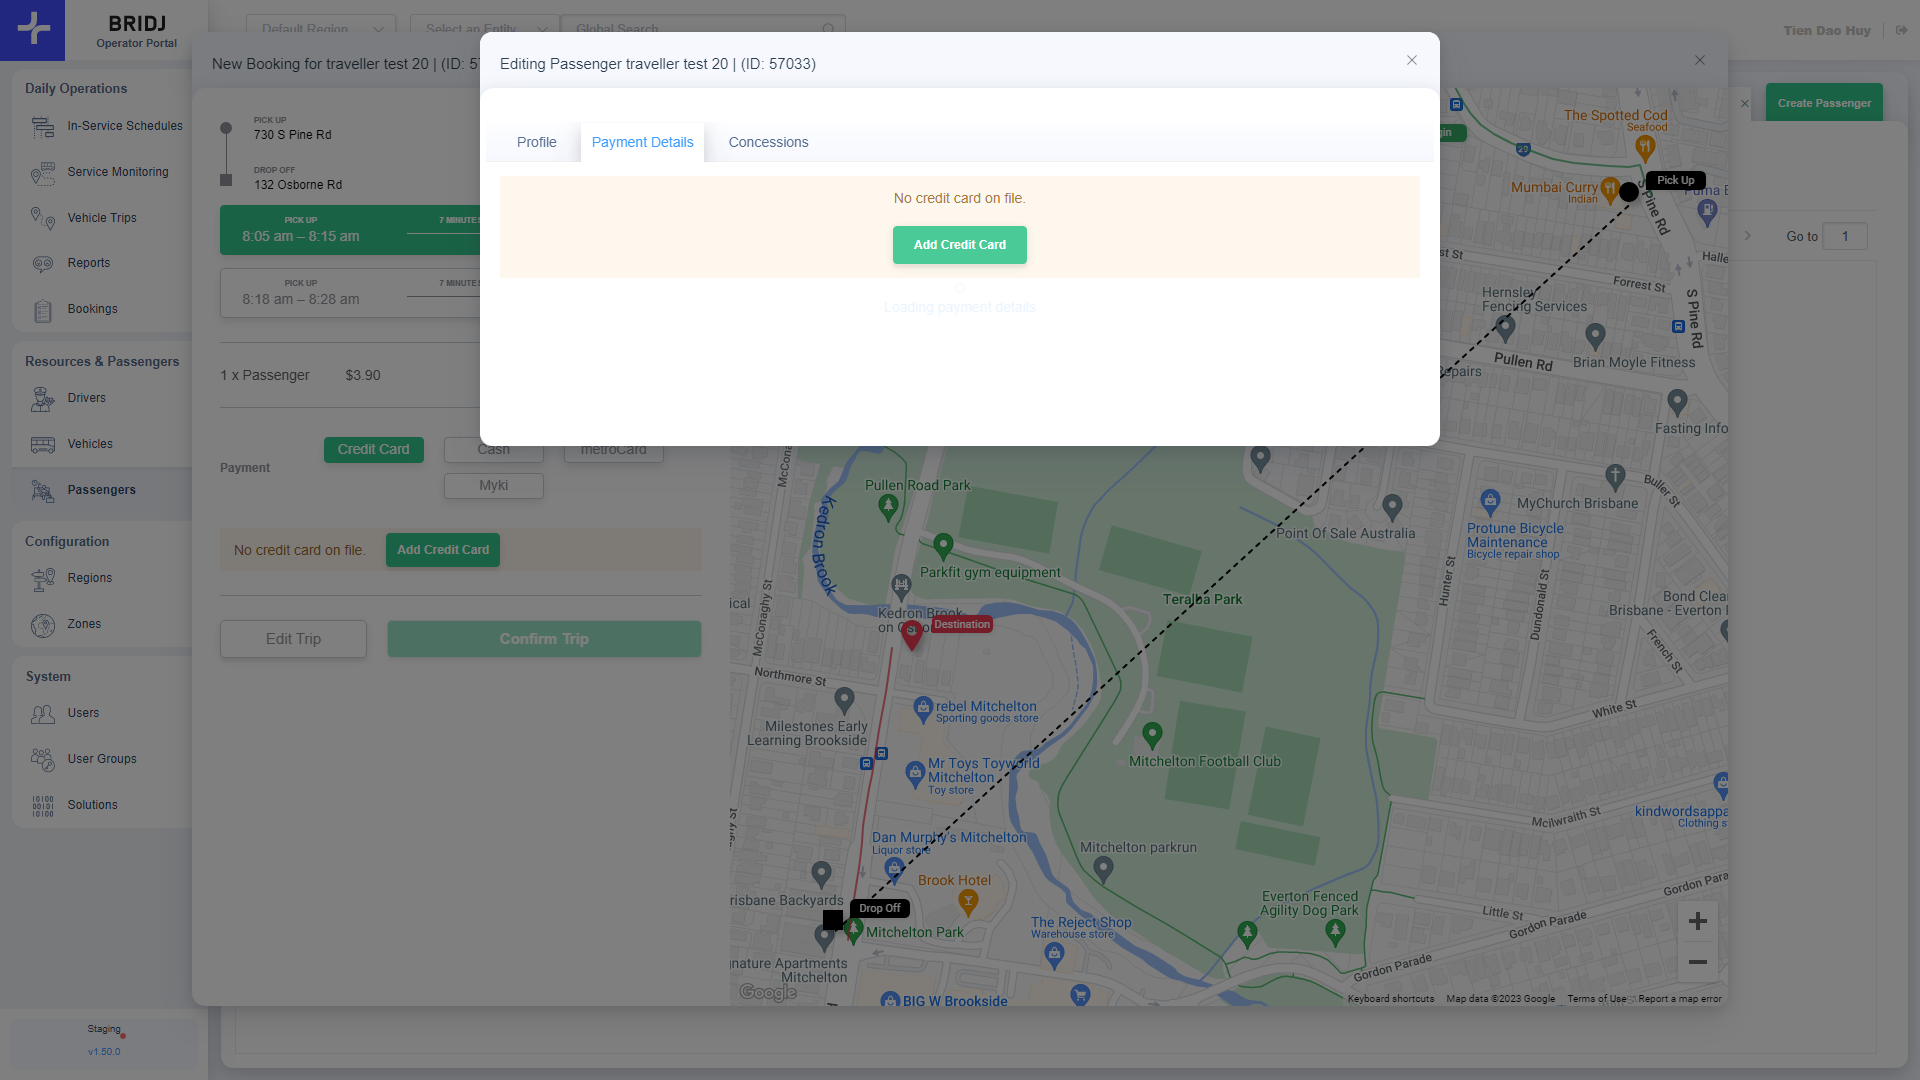 BRIDJ
Operator Portal
Default Region
Select an Entity
Global Search
Tien Dao Huy
Daily Operations
In-Service Schedules
Service Monitoring
Vehicle Trips
Reports
Bookings
Resources & Passengers
Drivers
Vehicles
Passengers
Configuration
Regions
Zones
System
Users
User Groups
Solutions
Staging
v1.50.0
Create Passenger
Go to 1
New Booking for traveller test 20 | (ID: 57
PICK UP
730 S Pine Rd
DROP OFF
132 Osborne Rd
PICK UP
8:05 am – 8:15 am
7 MINUTES
PICK UP
8:18 am – 8:28 am
7 MINUTES
1 x Passenger $3.90
Payment
Credit Card
Cash
metroCard
Myki
No credit card on file.
Add Credit Card
Edit Trip
Confirm Trip
Editing Passenger traveller test 20 | (ID: 57033)
Profile
Payment Details
Concessions
No credit card on file.
Add Credit Card
Loading payment details
The Spotted Cod
Seafood
gin
29
Mumbai Curry
Indian
Pick Up
S Pine Rd
Forrest St
S Pine Rd
Hernsley
Fencing Services
Pullen Rd
Brian Moyle Fitness
Repairs
Fasting Info
MyChurch Brisbane
Buller St
Point Of Sale Australia
Protune Bicycle
Maintenance
Bicycle repair shop
Hunter St
Dundonald St
Bond Clea
Brisbane - Everton
French St
White St
Mcilwraith St
kindwordsappa
Clothing s
Gordon Para
Little St
Gordon Parade
Gordon Parade
McConaghy St
Pullen Road Park
Kedron Brook
Parkfit gym equipment
Teralba Park
Kedron Brook
on Os
Destination
ical
Northmore St
Milestones Early
Learning Brookside
rebel Mitchelton
Sporting goods store
Mr Toys Toyworld
Mitchelton
Toy store
Mitchelton Football Club
Dan Murphy's Mitchelton
Liquor store
Mitchelton parkrun
Brook Hotel
risbane Backyards
Drop Off
Mitchelton Park
The Reject Shop
Warehouse store
Everton Fenced
Agility Dog Park
nature Apartments
Mitchelton
BIG W Brookside
Google
Keyboard shortcuts
Map data ©2023 Google
Terms of Use
Report a map error